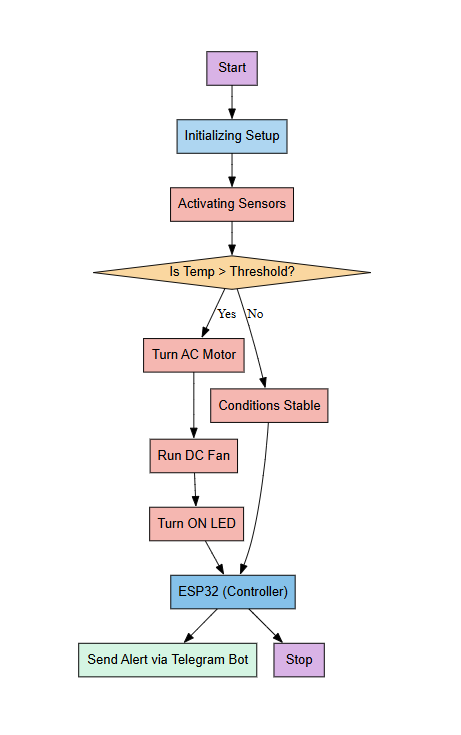 Start
Initializing Setup
Activating Sensors
Is Temp > Threshold?
Yes
No
Turn AC Motor
Conditions Stable
Run DC Fan
Turn ON LED
ESP32 (Controller)
Send Alert via Telegram Bot
Stop